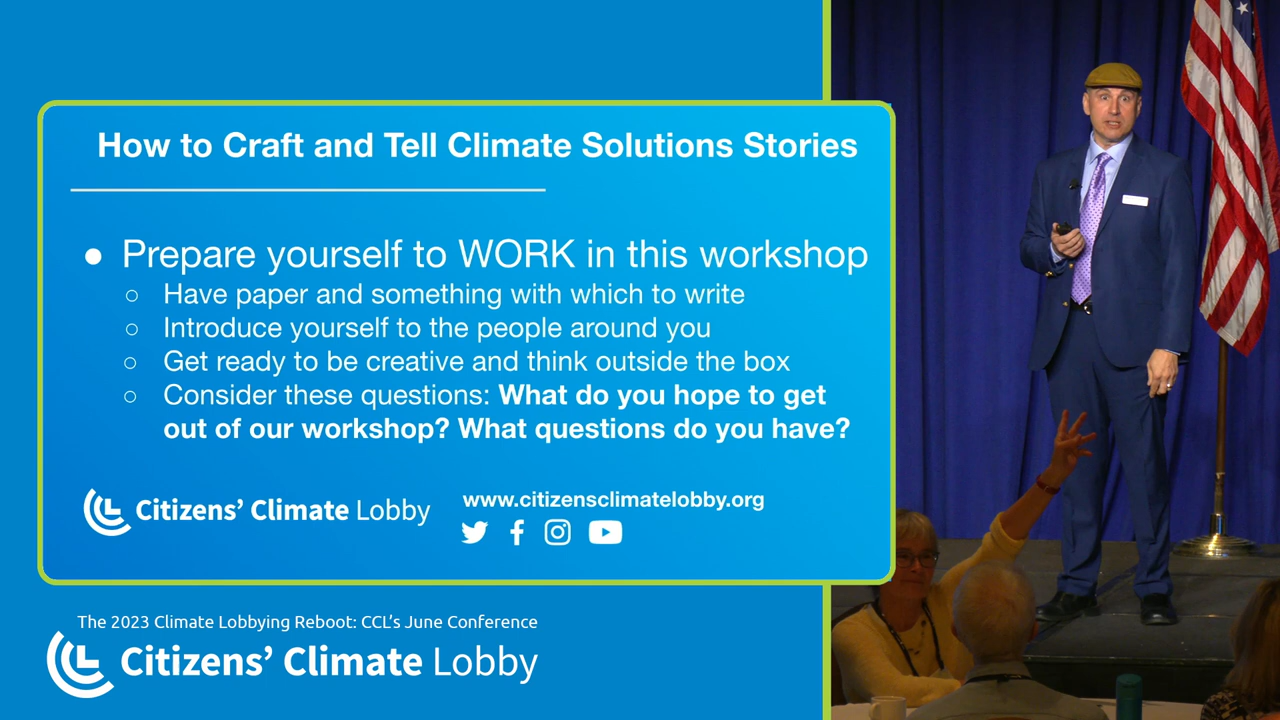 How to Craft and Tell Climate Solutions Stories
● Prepare yourself to WORK in this workshop
○ Have paper and something with which to write
○ Introduce yourself to the people around you
○ Get ready to be creative and think outside the box
○ Consider these questions: What do you hope to get
out of our workshop? What questions do you have?
Citizens’ Climate Lobby
www.citizensclimatelobby.org
The 2023 Climate Lobbying Reboot: CCL’s June Conference
Citizens’ Climate Lobby